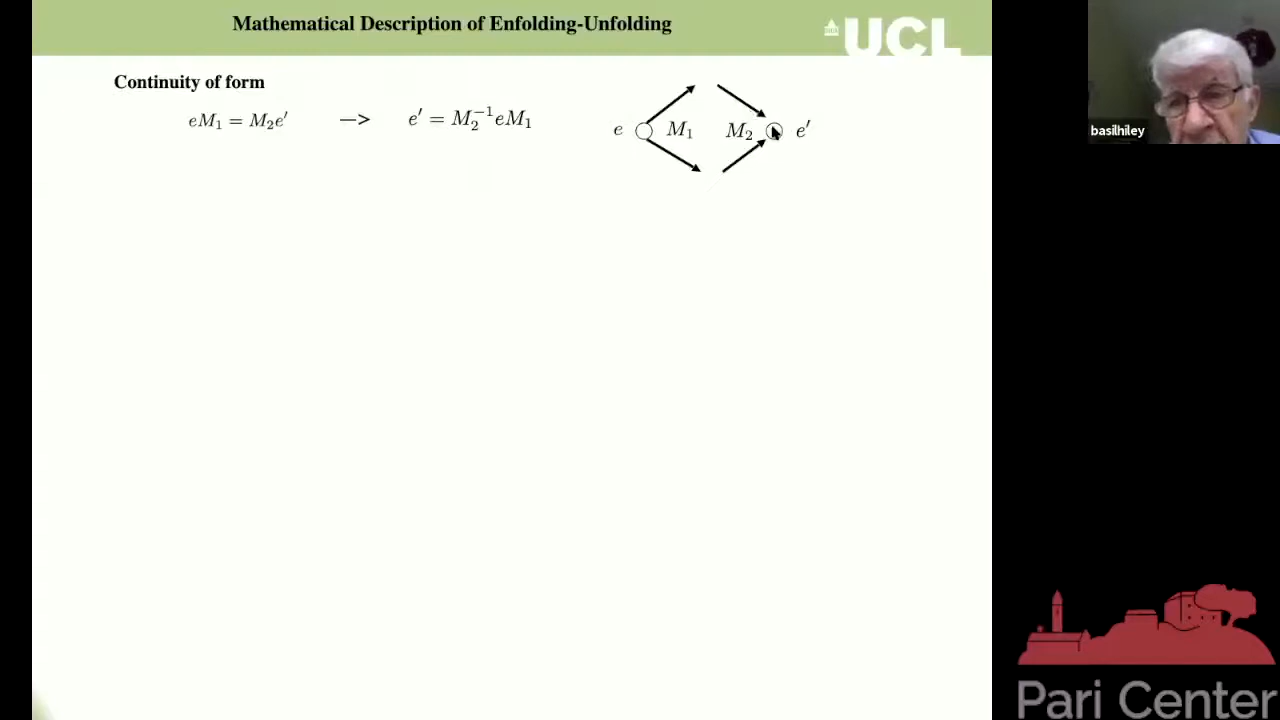 Mathematical Description of Enfolding-Unfolding
UCL
basilhiley
Continuity of form
eM₁ = M₂e′ —> e′ = M₂⁻¹eM₁
e M₁ M₂ e′
Pari Center